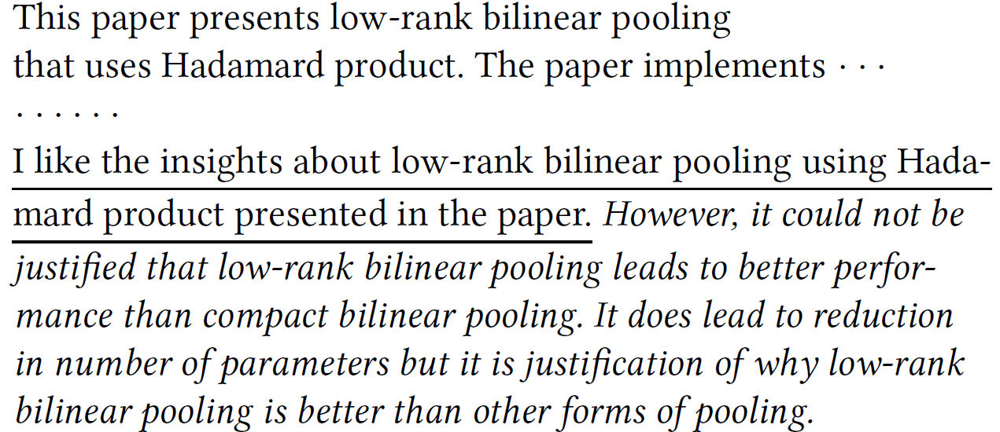 This paper presents low-rank bilinear pooling
that uses Hadamard product. The paper implements · · ·
· · · · · ·
I like the insights about low-rank bilinear pooling using Hada-
mard product presented in the paper. However, it could not be
justified that low-rank bilinear pooling leads to better perfor-
mance than compact bilinear pooling. It does lead to reduction
in number of parameters but it is justification of why low-rank
bilinear pooling is better than other forms of pooling.